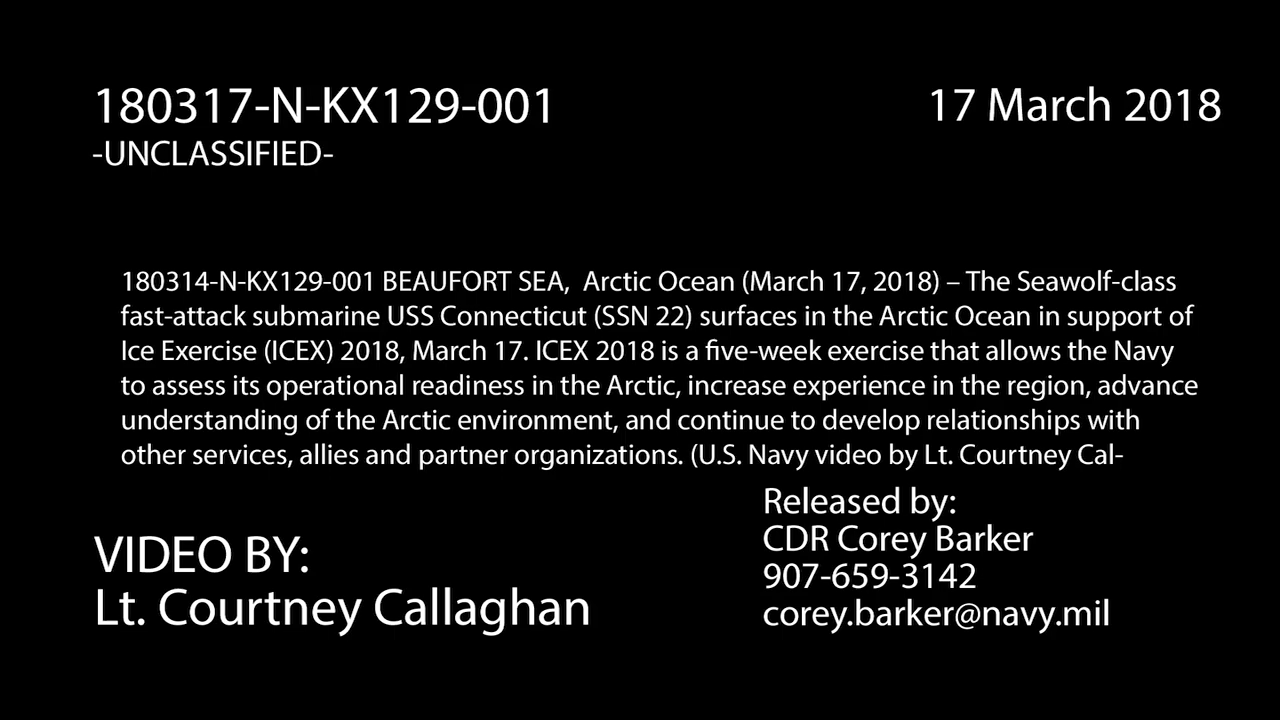 180317-N-KX129-001
17 March 2018
-UNCLASSIFIED-
180314-N-KX129-001 BEAUFORT SEA,  Arctic Ocean (March 17, 2018) – The Seawolf-class
fast-attack submarine USS Connecticut (SSN 22) surfaces in the Arctic Ocean in support of
Ice Exercise (ICEX) 2018, March 17. ICEX 2018 is a five-week exercise that allows the Navy
to assess its operational readiness in the Arctic, increase experience in the region, advance
understanding of the Arctic environment, and continue to develop relationships with
other services, allies and partner organizations. (U.S. Navy video by Lt. Courtney Cal-
VIDEO BY:
Lt. Courtney Callaghan
Released by:
CDR Corey Barker
907-659-3142
corey.barker@navy.mil